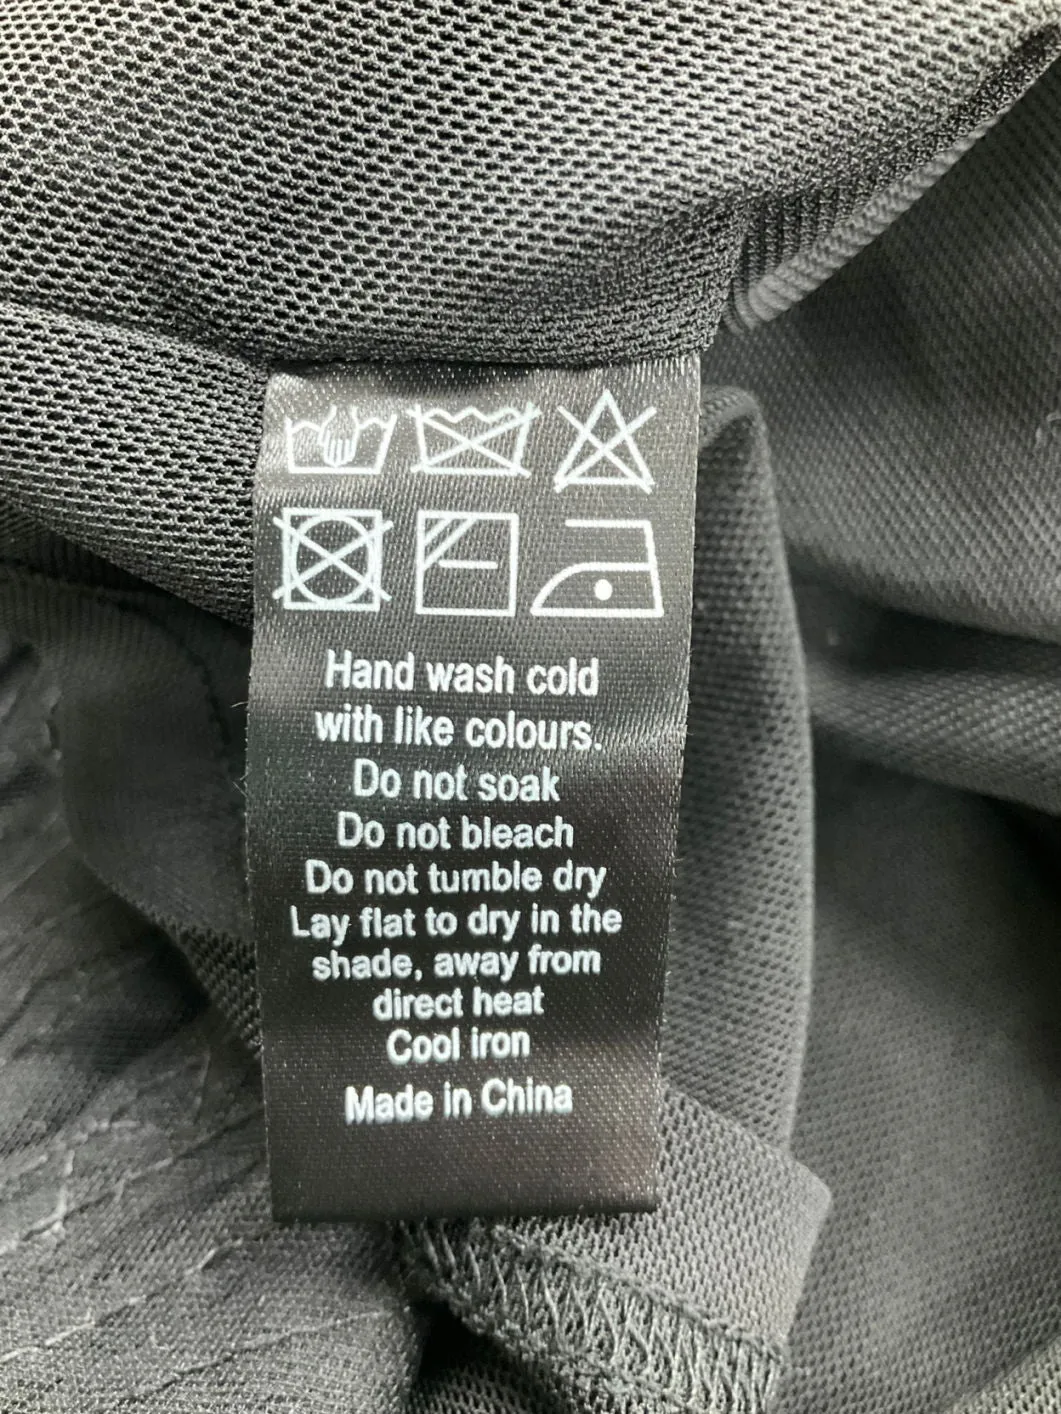 Hand wash cold
with like colours.
Do not soak
Do not bleach
Do not tumble dry
Lay flat to dry in the
shade, away from
direct heat
Cool iron
Made in China